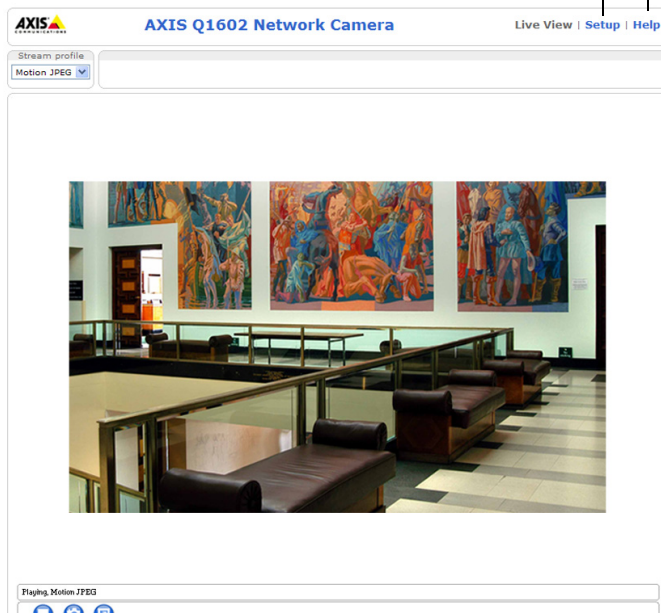 AXIS
COMMUNICATIONS
AXIS Q1602 Network Camera
Live View | Setup | Help
Stream profile
Motion JPEG
Playing, Motion JPEG